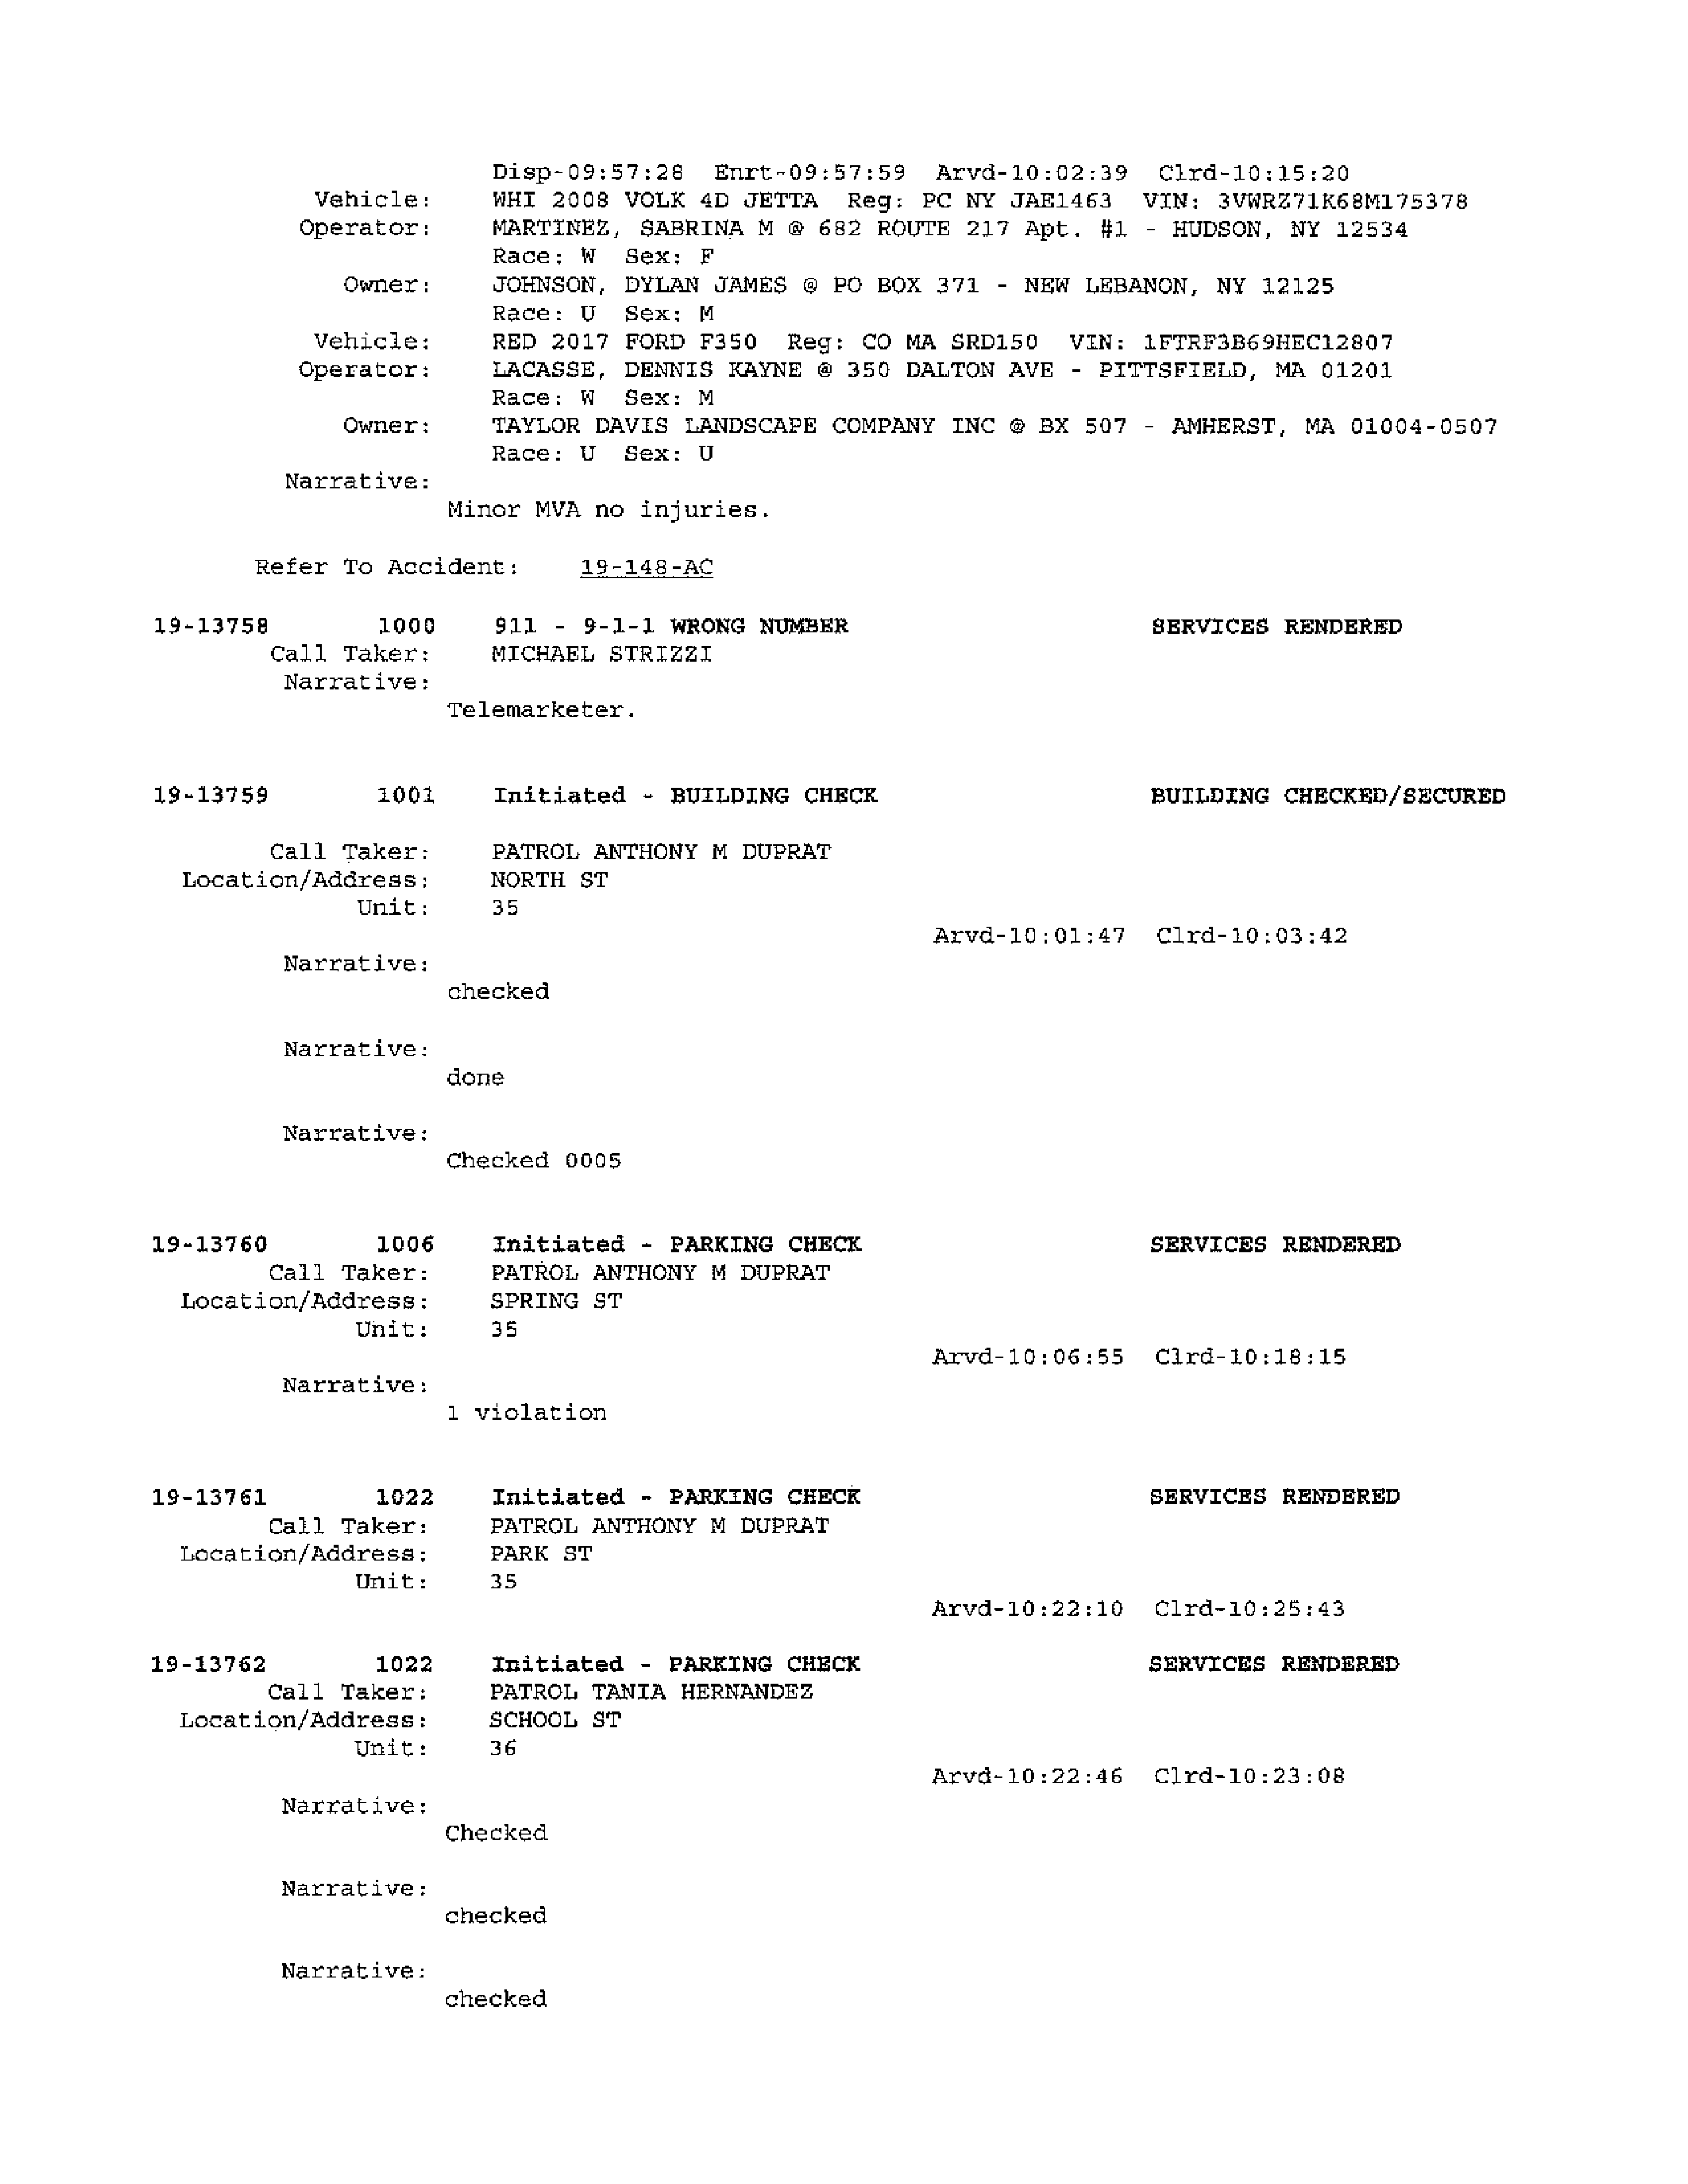 Disp-09:57:28  Enrt-09:57:59  Arvd-10:02:39  Clrd-10:15:20
Vehicle: WHI 2008 VOLK 4D JETTA  Reg: PC NY JAE1463  VIN: 3VWRZ71K68M175378
Operator: MARTINEZ, SABRINA M @ 682 ROUTE 217 Apt. #1 - HUDSON, NY 12534
Race: W  Sex: F
Owner: JOHNSON, DYLAN JAMES @ PO BOX 371 - NEW LEBANON, NY 12125
Race: U  Sex: M
Vehicle: RED 2017 FORD F350  Reg: CO MA SRD150  VIN: 1FTRF3B69HEC12807
Operator: LACASSE, DENNIS KAYNE @ 350 DALTON AVE - PITTSFIELD, MA 01201
Race: W  Sex: M
Owner: TAYLOR DAVIS LANDSCAPE COMPANY INC @ BX 507 - AMHERST, MA 01004-0507
Race: U  Sex: U
Narrative:
Minor MVA no injuries.
Refer To Accident: 19-148-AC
19-13758 1000 911 - 9-1-1 WRONG NUMBER SERVICES RENDERED
Call Taker: MICHAEL STRIZZI
Narrative:
Telemarketer.
19-13759 1001 Initiated - BUILDING CHECK BUILDING CHECKED/SECURED
Call Taker: PATROL ANTHONY M DUPRAT
Location/Address: NORTH ST
Unit: 35
Arvd-10:01:47  Clrd-10:03:42
Narrative:
checked
Narrative:
done
Narrative:
Checked 0005
19-13760 1006 Initiated - PARKING CHECK SERVICES RENDERED
Call Taker: PATROL ANTHONY M DUPRAT
Location/Address: SPRING ST
Unit: 35
Arvd-10:06:55  Clrd-10:18:15
Narrative:
1 violation
19-13761 1022 Initiated - PARKING CHECK SERVICES RENDERED
Call Taker: PATROL ANTHONY M DUPRAT
Location/Address: PARK ST
Unit: 35
Arvd-10:22:10  Clrd-10:25:43
19-13762 1022 Initiated - PARKING CHECK SERVICES RENDERED
Call Taker: PATROL TANIA HERNANDEZ
Location/Address: SCHOOL ST
Unit: 36
Arvd-10:22:46  Clrd-10:23:08
Narrative:
Checked
Narrative:
checked
Narrative:
checked